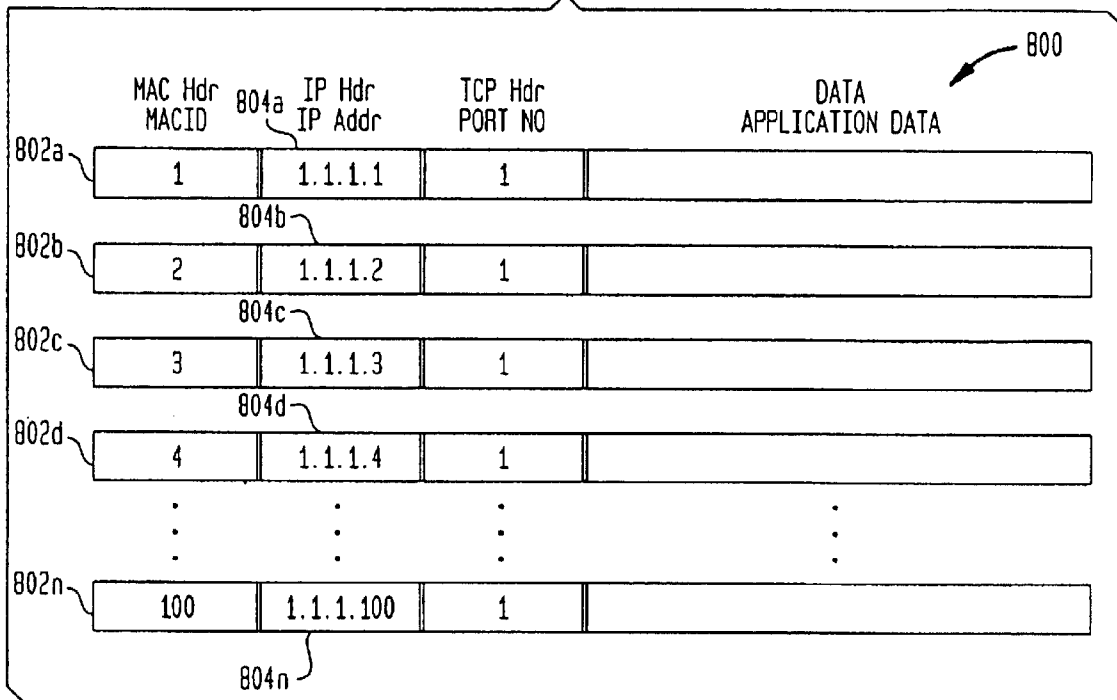 800
MAC Hdr IP Hdr TCP Hdr DATA
MACID 804a IP Addr PORT NO APPLICATION DATA
802a 1 1.1.1.1 1
804b
802b 2 1.1.1.2 1
804c
802c 3 1.1.1.3 1
804d
802d 4 1.1.1.4 1
802n 100 1.1.1.100 1
804n